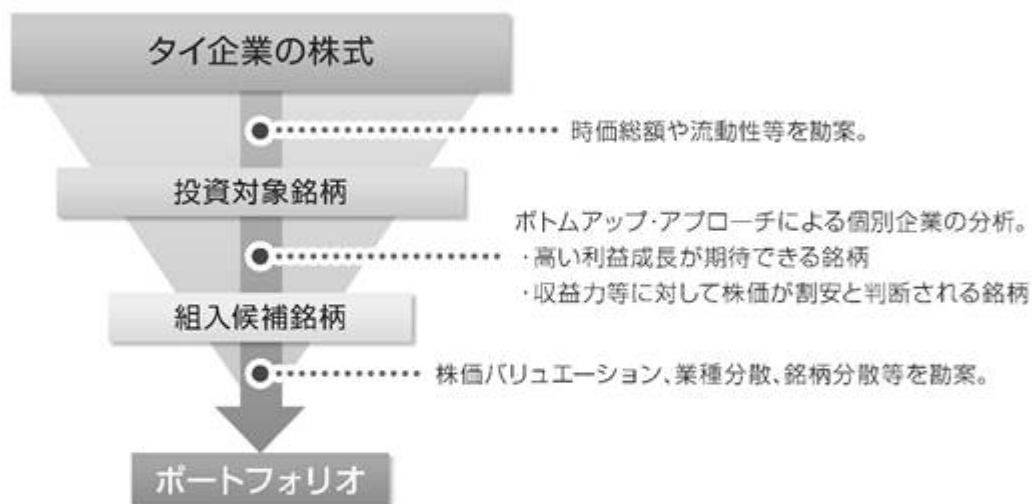 タイ企業の株式
時価総額や流動性等を勘案。
投資対象銘柄
ボトムアップ・アプローチによる個別企業の分析。
・高い利益成長が期待できる銘柄
・収益力等に対して株価が割安と判断される銘柄
組入候補銘柄
株価バリュエーション、業種分散、銘柄分散等を勘案。
ポートフォリオ